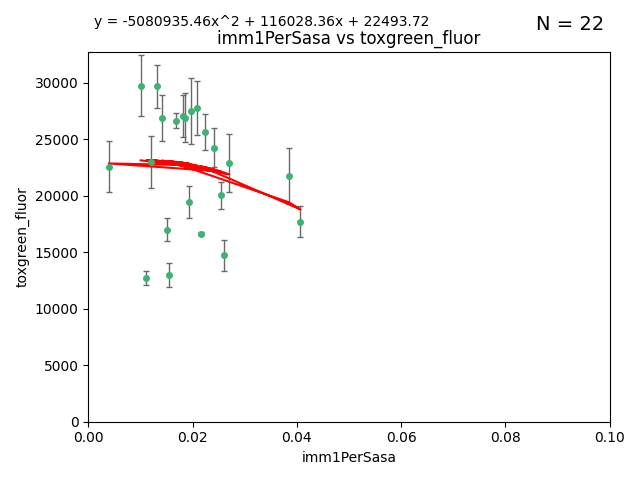 y = -5080935.46x^2 + 116028.36x + 22493.72
N = 22
imm1PerSasa vs toxgreen_fluor
30000
25000
20000
15000
10000
5000
0
toxgreen_fluor
0.00 0.02 0.04 0.06 0.08 0.10
imm1PerSasa